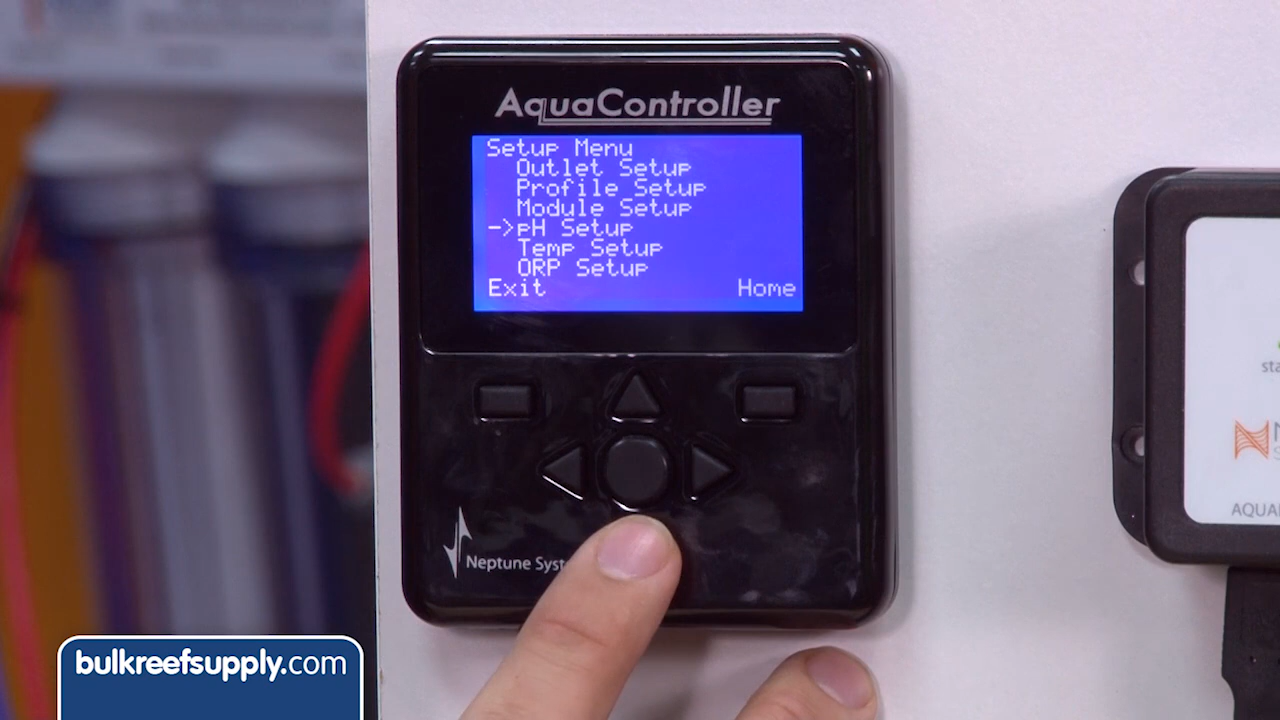 AquaController
Setup Menu
Outlet Setup
Profile Setup
Module Setup
->pH Setup
Temp Setup
ORP Setup
Exit Home
Neptune
bulkreefsupply.com